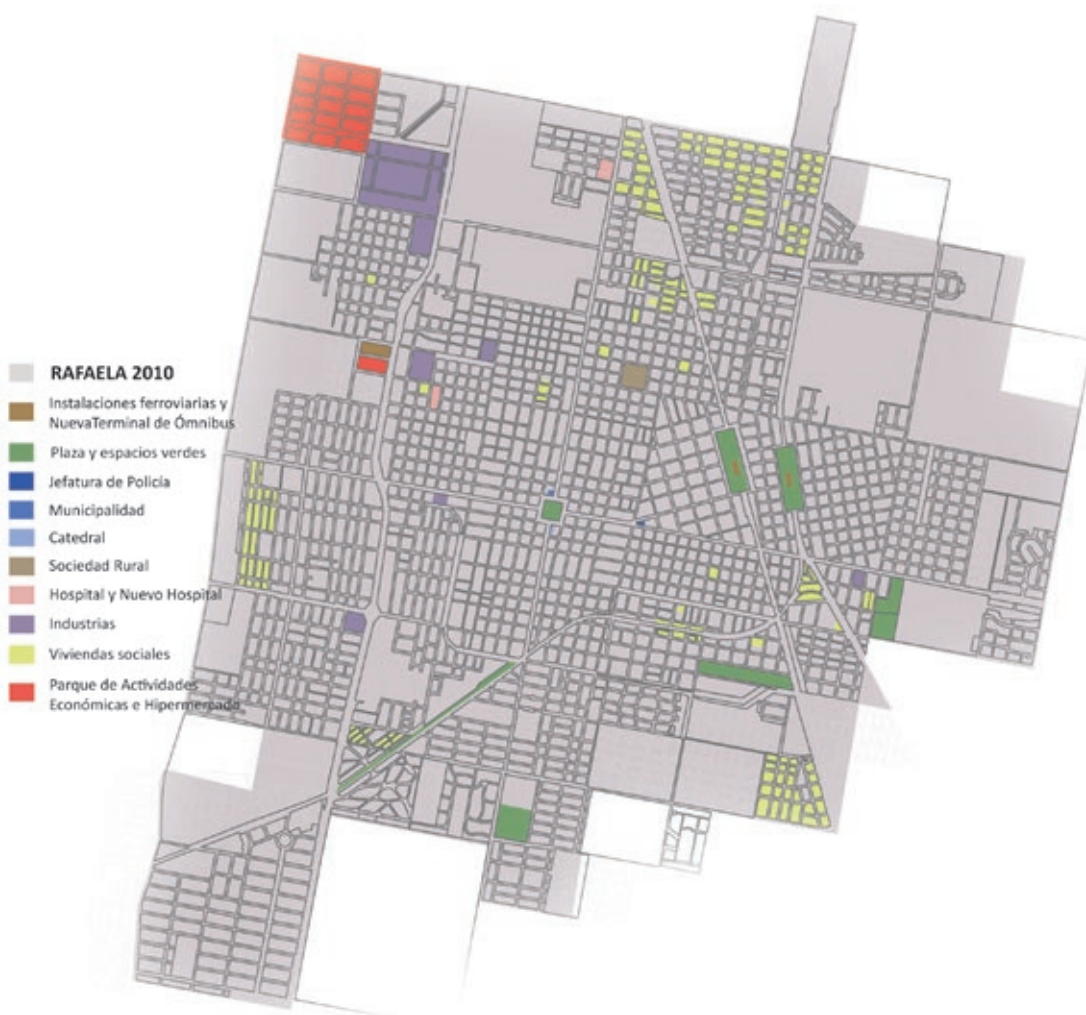 RAFAELA 2010
Instalaciones ferroviarias y
NuevaTerminal de Ómnibus
Plaza y espacios verdes
Jefatura de Policía
Municipalidad
Catedral
Sociedad Rural
Hospital y Nuevo Hospital
Industrias
Viviendas sociales
Parque de Actividades
Económicas e Hipermercado